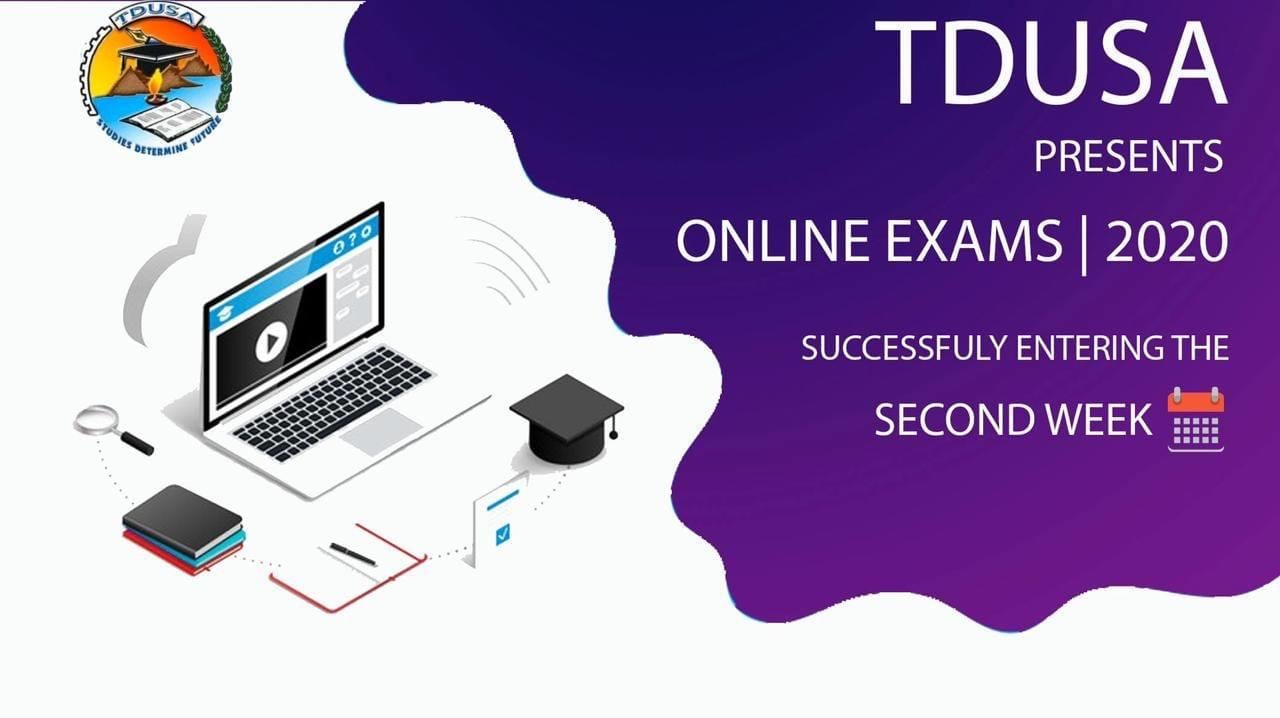 TDUSA
STUDIES DETERMINE FUTURE
TDUSA
PRESENTS
ONLINE EXAMS | 2020
SUCCESSFULY ENTERING THE
SECOND WEEK
?